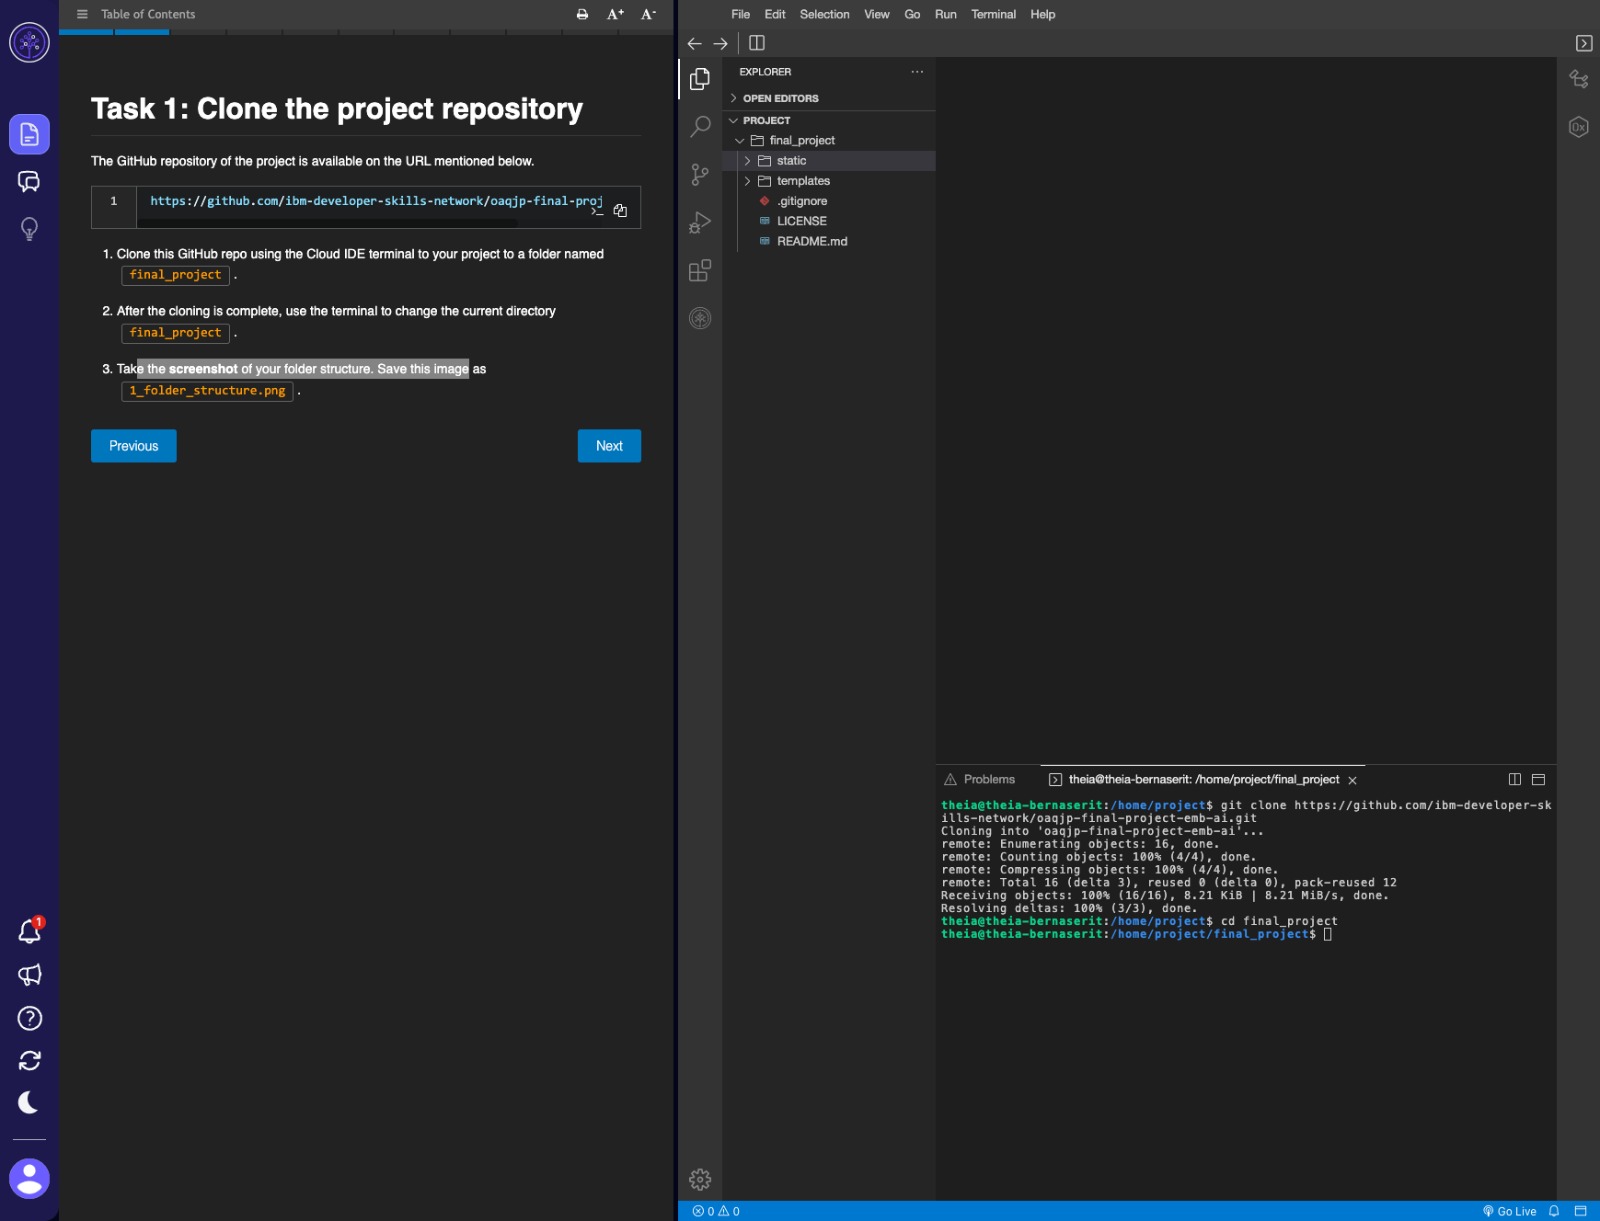 Table of Contents
A+
A-
Task 1: Clone the project repository
The GitHub repository of the project is available on the URL mentioned below.
1
https://github.com/ibm-developer-skills-network/oaqjp-final-proj
1. Clone this GitHub repo using the Cloud IDE terminal to your project to a folder named
final_project .
2. After the cloning is complete, use the terminal to change the current directory
final_project .
3. Take the screenshot of your folder structure. Save this image as
1_folder_structure.png .
Previous
Next
1
File Edit Selection View Go Run Terminal Help
EXPLORER
OPEN EDITORS
PROJECT
final_project
static
templates
.gitignore
LICENSE
README.md
0x
Problems
theia@theia-bernaserit: /home/project/final_project
theia@theia-bernaserit:/home/project$ git clone https://github.com/ibm-developer-sk
ills-network/oaqjp-final-project-emb-ai.git
Cloning into 'oaqjp-final-project-emb-ai'...
remote: Enumerating objects: 16, done.
remote: Counting objects: 100% (4/4), done.
remote: Compressing objects: 100% (4/4), done.
remote: Total 16 (delta 3), reused 0 (delta 0), pack-reused 12
Receiving objects: 100% (16/16), 8.21 KiB | 8.21 MiB/s, done.
Resolving deltas: 100% (3/3), done.
theia@theia-bernaserit:/home/project$ cd final_project
theia@theia-bernaserit:/home/project/final_project$
0 0
Go Live